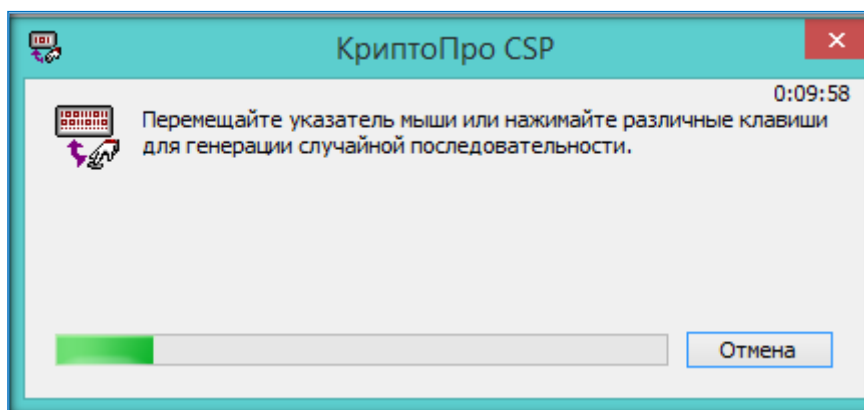 КриптоПро CSP
0:09:58
Перемещайте указатель мыши или нажимайте различные клавиши
для генерации случайной последовательности.
Отмена